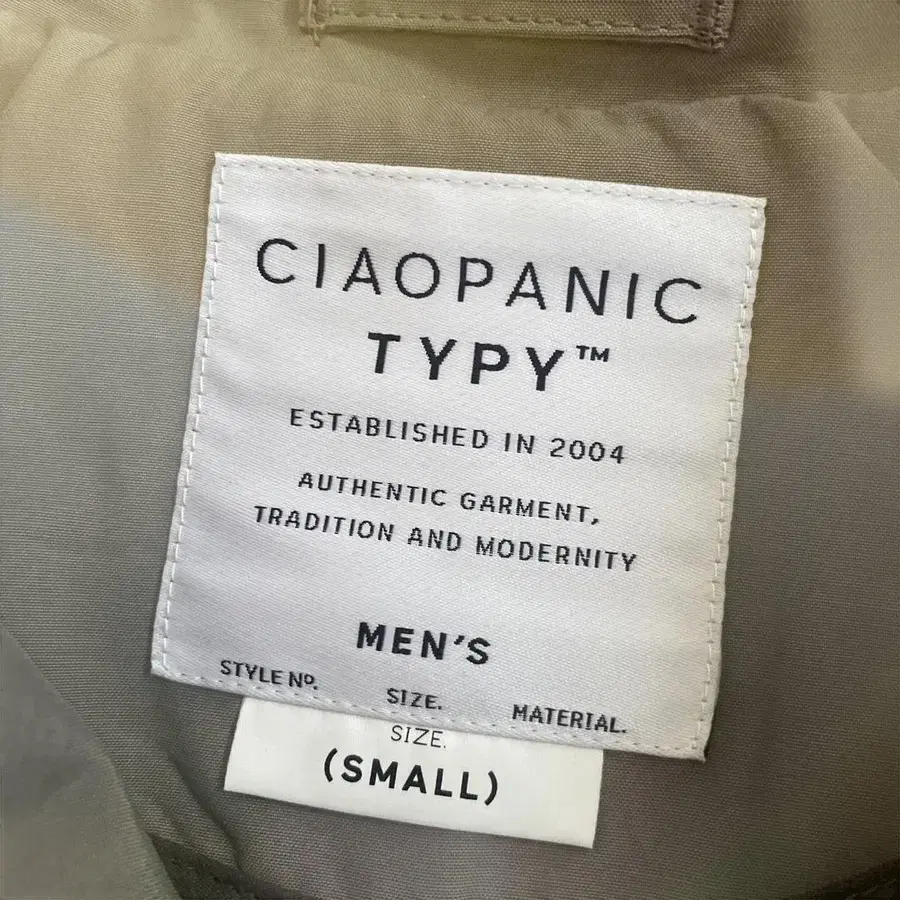 CIAOPANIC
TYPY™
ESTABLISHED IN 2004
AUTHENTIC GARMENT,
TRADITION AND MODERNITY
MEN'S
STYLE Nº. SIZE. MATERIAL.
SIZE.
(SMALL)